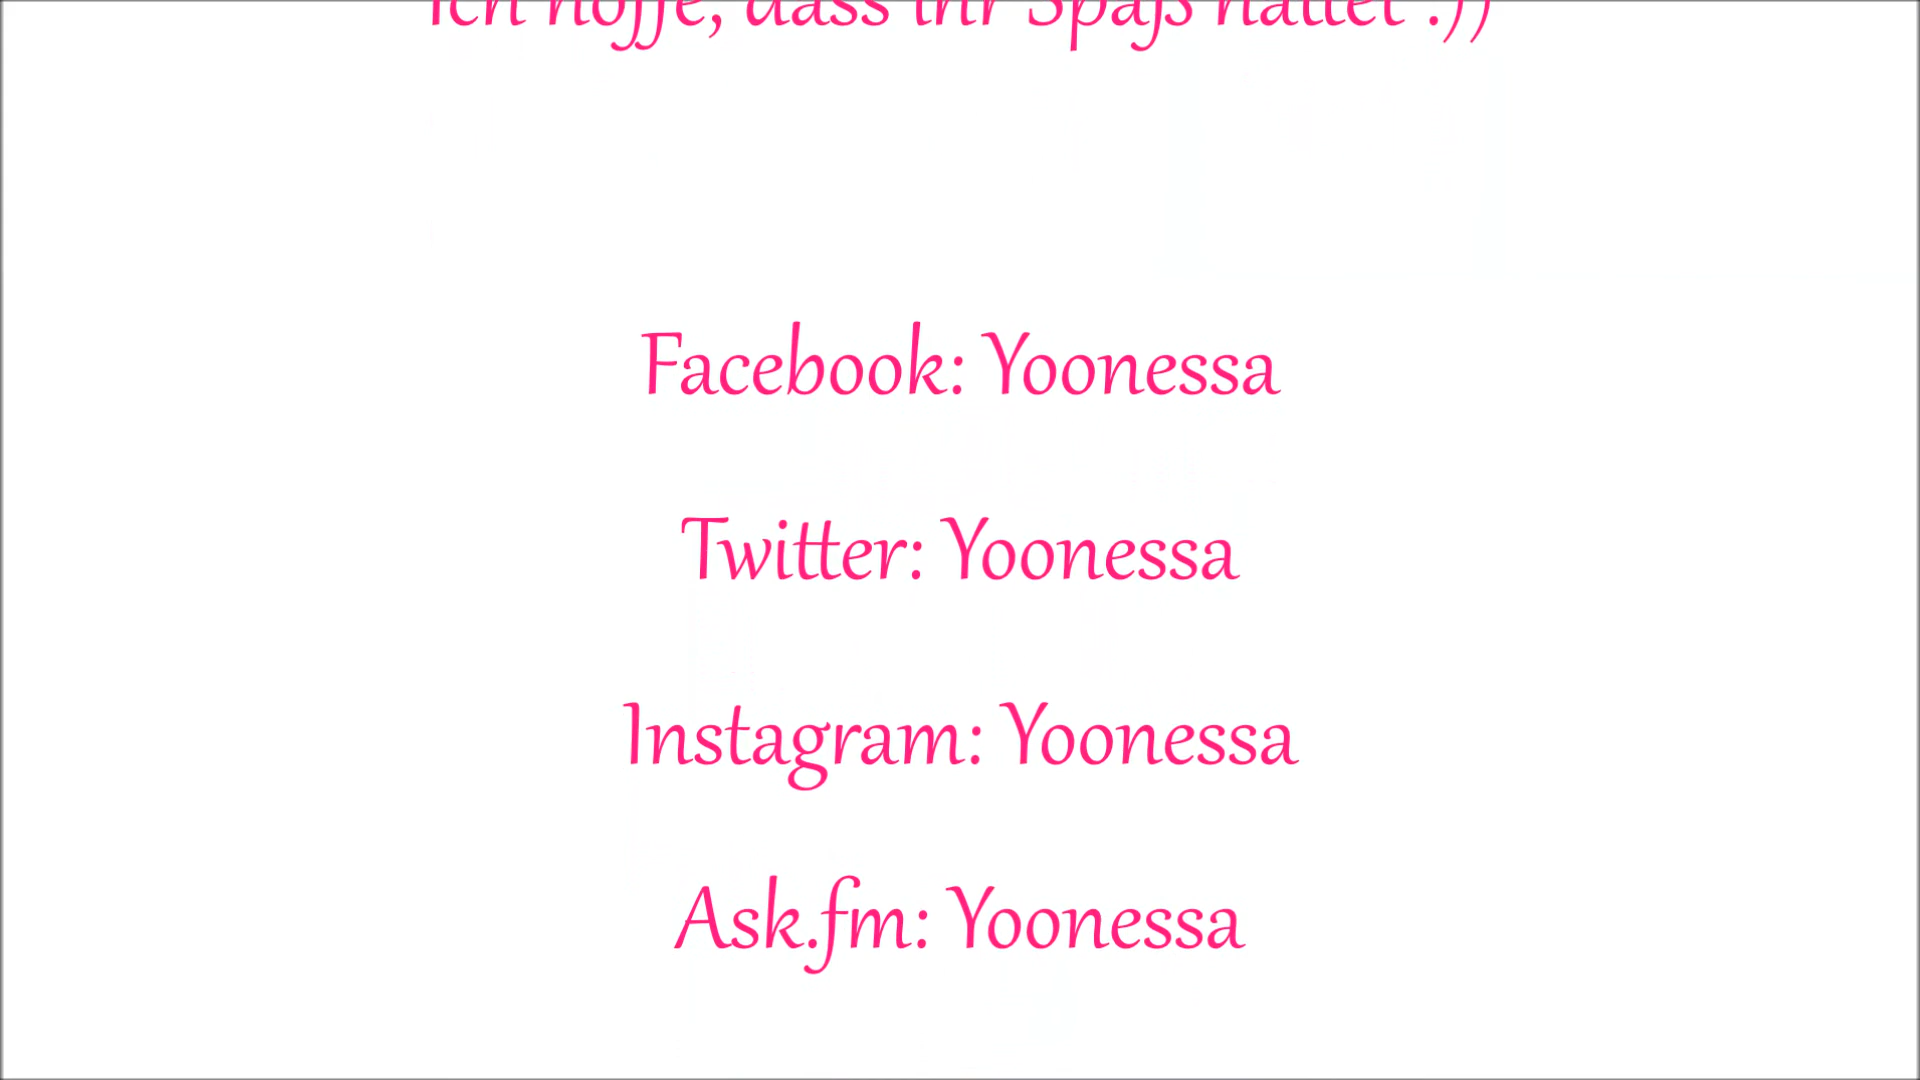 Ich hoffe, dass ihr Spaß hattet :))
Facebook: Yoonessa
Twitter: Yoonessa
Instagram: Yoonessa
Ask.fm: Yoonessa